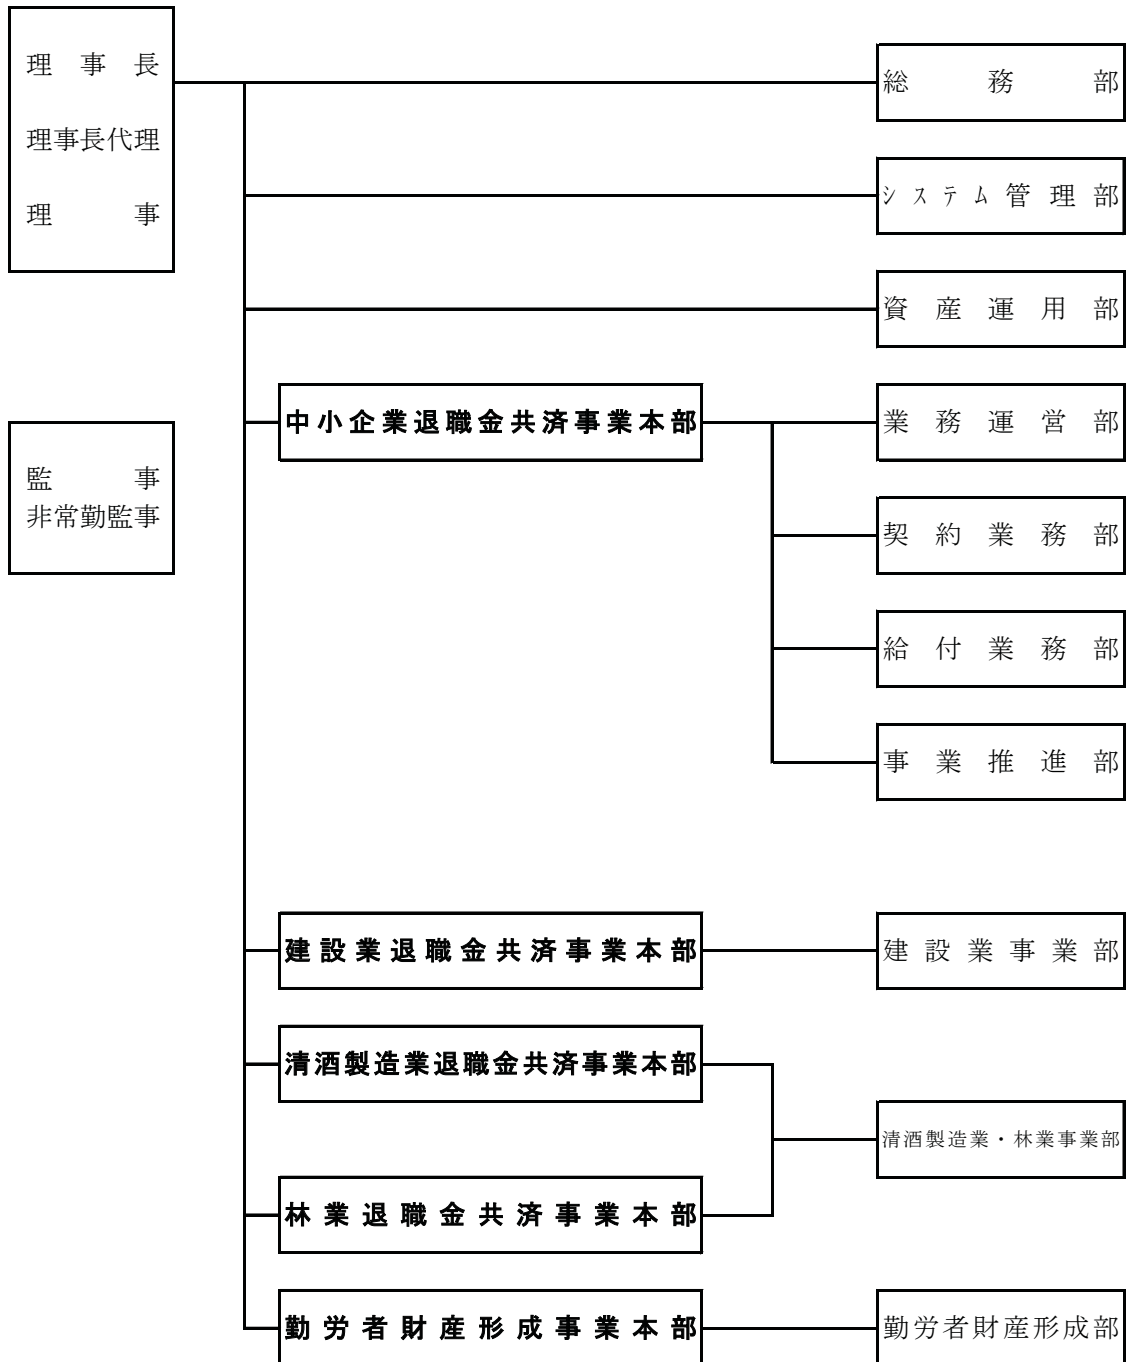 理事長
理事長代理
理事
監事
非常勤監事
総務部
システム管理部
資産運用部
中小企業退職金共済事業本部
業務運営部
契約業務部
給付業務部
事業推進部
建設業退職金共済事業本部
建設業事業部
清酒製造業退職金共済事業本部
清酒製造業・林業事業部
林業退職金共済事業本部
勤労者財産形成事業本部
勤労者財産形成部